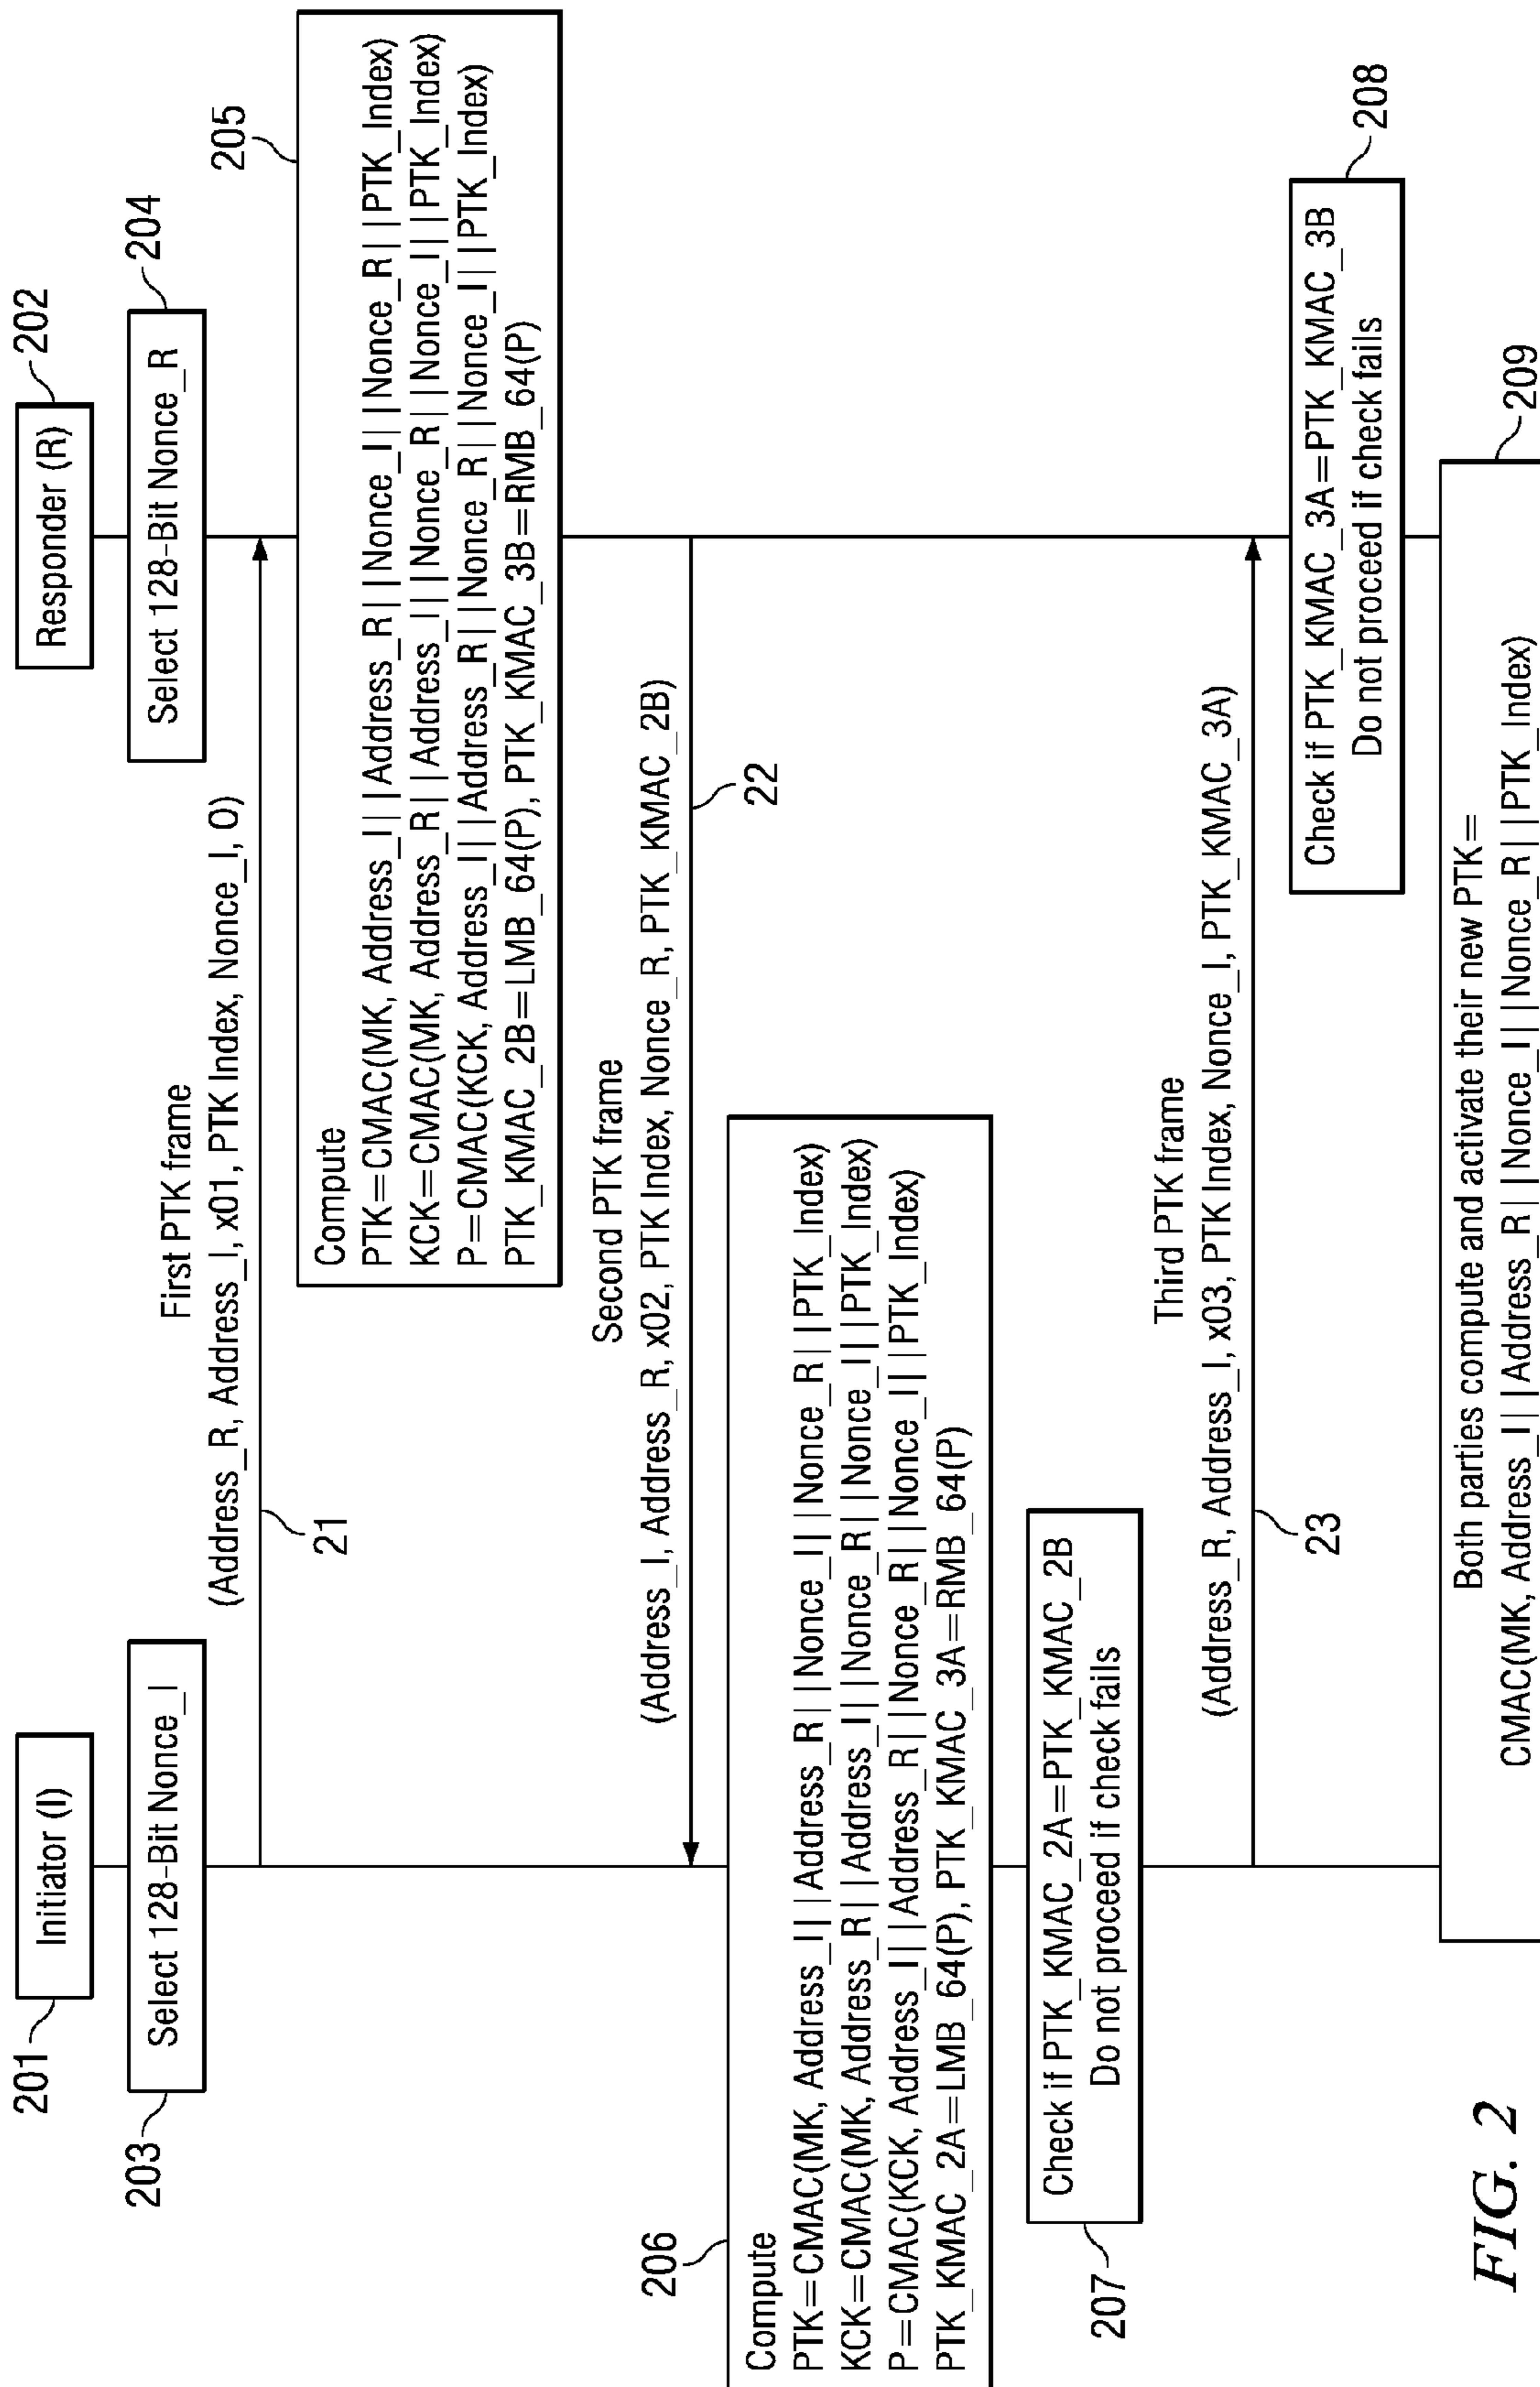 201
Initiator (I)
Responder (R)
202
203
Select 128-Bit Nonce_I
Select 128-Bit Nonce_R
204
First PTK frame
(Address_R, Address_I, x01, PTK Index, Nonce_I, 0)
21
205
Compute
PTK=CMAC(MK, Address_I||Address_R||Nonce_I||Nonce_R||PTK_Index)
KCK=CMAC(MK, Address_R||Address_I||Nonce_R||Nonce_I||PTK_Index)
P=CMAC(KCK, Address_I||Address_R||Nonce_R||Nonce_I||PTK_Index)
PTK_KMAC_2B=LMB_64(P), PTK_KMAC_3B=RMB_64(P)
Second PTK frame
(Address_I, Address_R, x02, PTK Index, Nonce_R, PTK_KMAC_2B)
22
206
Compute
PTK=CMAC(MK, Address_I||Address_R||Nonce_I||Nonce_R||PTK_Index)
KCK=CMAC(MK, Address_R||Address_I||Nonce_R||Nonce_I||PTK_Index)
P=CMAC(KCK, Address_I||Address_R||Nonce_R||Nonce_I||PTK_Index)
PTK_KMAC_2A=LMB_64(P), PTK_KMAC_3A=RMB_64(P)
207
Check if PTK_KMAC_2A=PTK_KMAC_2B
Do not proceed if check fails
Third PTK frame
(Address_R, Address_I, x03, PTK Index, Nonce_I, PTK_KMAC_3A)
23
Check if PTK_KMAC_3A=PTK_KMAC_3B
Do not proceed if check fails
208
Both parties compute and activate their new PTK=
CMAC(MK, Address_I||Address_R||Nonce_I||Nonce_R||PTK_Index)
209
FIG. 2